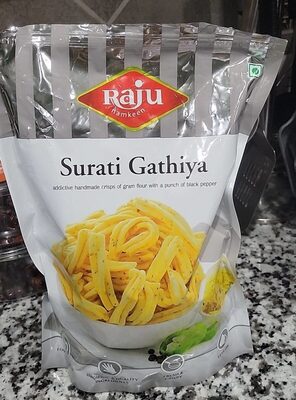 Raju
Namkeen
Surati Gathiya
addictive handmade crisps of gram flour with a punch of black pepper